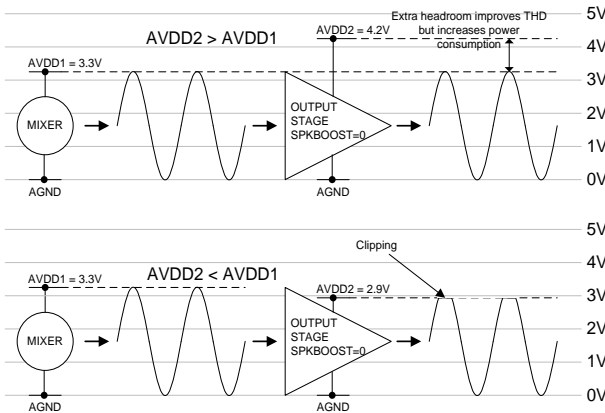 Extra headroom improves THD
but increases power
consumption
5V
AVDD2 = 4.2V
AVDD2 > AVDD1
4V
AVDD1 = 3.3V
3V
OUTPUT
STAGE
SPKBOOST=0
MIXER
2V
1V
AGND
AGND
0V
5V
Clipping
4V
AVDD2 < AVDD1
AVDD1 = 3.3V
AVDD2 = 2.9V
3V
OUTPUT
STAGE
SPKBOOST=0
MIXER
2V
1V
AGND
AGND
0V